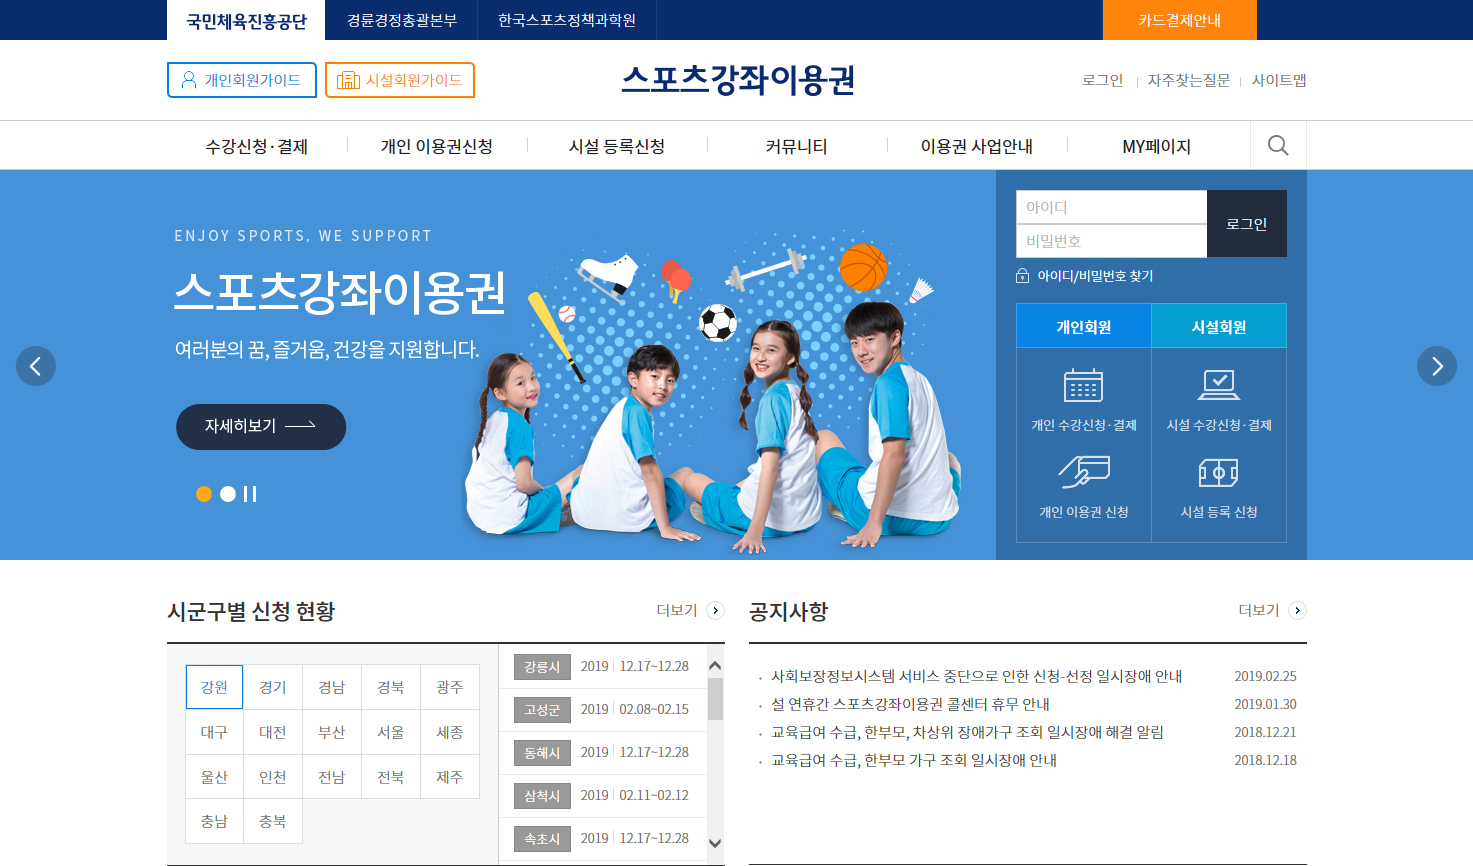 국민체육진흥공단 경륜경정총괄본부 한국스포츠정책과학원 카드결제안내
개인회원가이드 시설회원가이드 스포츠강좌이용권 로그인 자주찾는질문 사이트맵
수강신청·결제 개인 이용권신청 시설 등록신청 커뮤니티 이용권 사업안내 MY페이지
ENJOY SPORTS, WE SUPPORT
스포츠강좌이용권
여러분의 꿈, 즐거움, 건강을 지원합니다.
자세히보기
아이디
비밀번호
로그인
아이디/비밀번호 찾기
개인회원 시설회원
개인 수강신청·결제 시설 수강신청·결제
개인 이용권 신청 시설 등록 신청
시군구별 신청 현황 더보기
강원 경기 경남 경북 광주
대구 대전 부산 서울 세종
울산 인천 전남 전북 제주
충남 충북
강릉시 2019 12.17~12.28
고성군 2019 02.08~02.15
동해시 2019 12.17~12.28
삼척시 2019 02.11~02.12
속초시 2019 12.17~12.28
공지사항 더보기
사회보장정보시스템 서비스 중단으로 인한 신청-선정 일시장애 안내 2019.02.25
설 연휴간 스포츠강좌이용권 콜센터 휴무 안내 2019.01.30
교육급여 수급, 한부모, 차상위 장애가구 조회 일시장애 해결 알림 2018.12.21
교육급여 수급, 한부모 가구 조회 일시장애 안내 2018.12.18